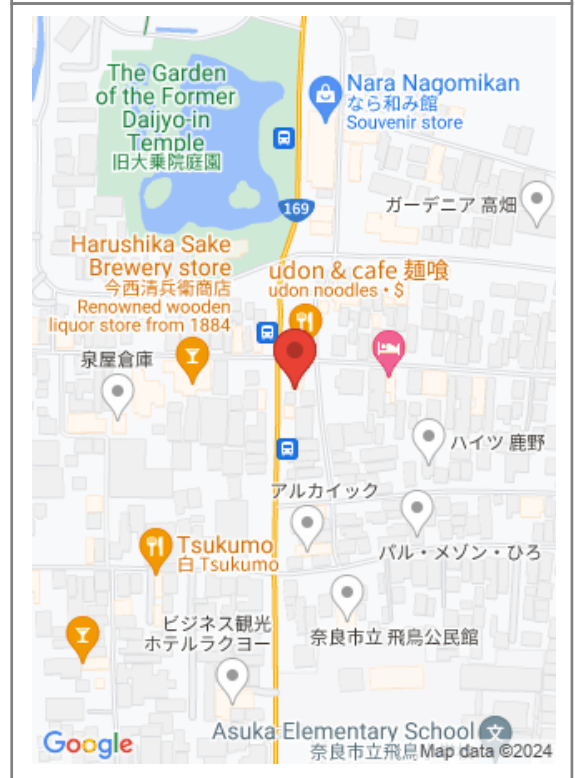 The Garden
of the Former
Daijyo-in
Temple
旧大乗院庭園
Nara Nagomikan
なら和み館
Souvenir store
169
ガーデニア 高畑
Harushika Sake
Brewery store
今西清兵衛商店
Renowned wooden
liquor store from 1884
udon & cafe 麺喰
udon noodles・$
泉屋倉庫
ハイツ 鹿野
アルカイック
Tsukumo
白 Tsukumo
パル・メゾン・ひろ
ビジネス観光
ホテルラクヨー
奈良市立 飛鳥公民館
Asuka Elementary School
奈良市立飛鳥
Google
Map data ©2024